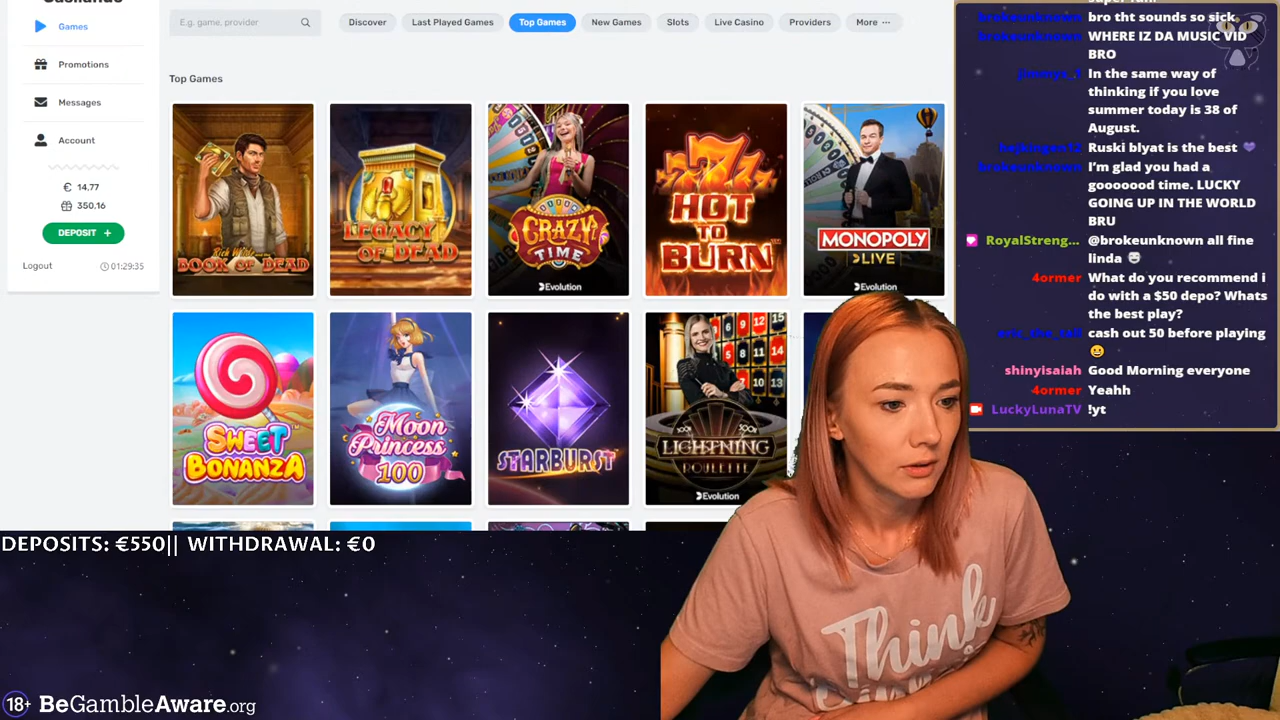 E.g. game, provider
Discover
Last Played Games
Top Games
New Games
Slots
Live Casino
Providers
More ···
Games
Promotions
Messages
Account
€ 14.77
350.16
DEPOSIT +
Logout
01:29:35
Top Games
Rich Wilde
BOOK OF DEAD
LEGACY
OF DEAD
CRAZY
TIME
Evolution
777
HOT
TO
BURN
MONOPOLY
LIVE
Evolution
SWEET
BONANZA
Moon
Princess
100
STARBURST
LIGHTNING
ROULETTE
Evolution
DEPOSITS: €550|| WITHDRAWAL: €0
18+ BeGambleAware.org
Think
bro tht sounds so sick
WHERE IZ DA MUSIC VID
BRO
In the same way of
thinking if you love
summer today is 38 of
August.
Ruski blyat is the best 💜
I'm glad you had a
gooooood time. LUCKY
GOING UP IN THE WORLD
BRU
RoyalStreng... @brokeunknown all fine
linda
4ormer What do you recommend i
do with a $50 depo? Whats
the best play?
cash out 50 before playing
😀
shinyisaiah Good Morning everyone
4ormer Yeahh
LuckyLunaTV !yt